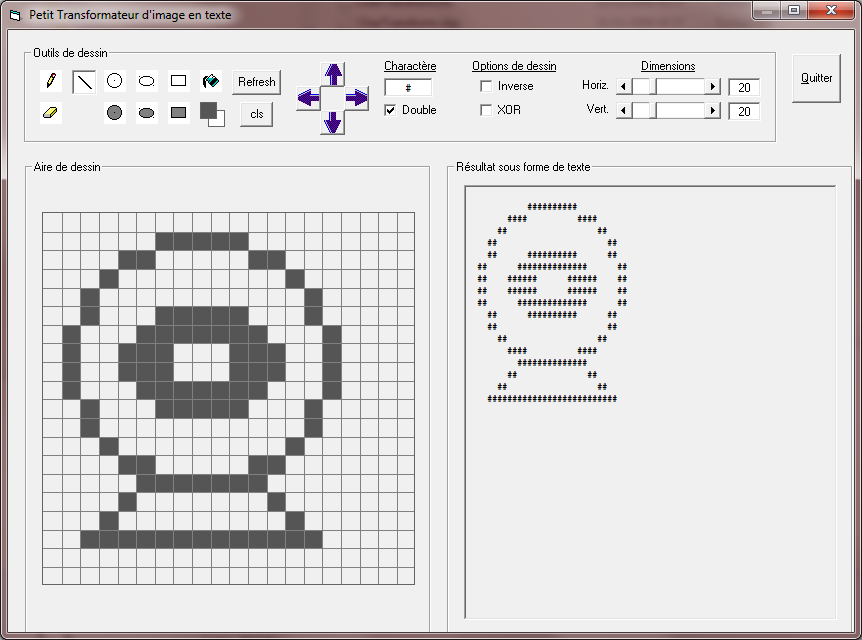 Petit Transformateur d'image en texte
Outils de dessin
Refresh
cls
Charactère
#
Double
Options de dessin
Inverse
XOR
Dimensions
Horiz.
20
Vert.
20
Quitter
Aire de dessin
Résultat sous forme de texte
          ##########
      ####          ####
    ##                  ##
  ##                      ##
  ##      ##########      ##
##      ##############      ##
##    ######      ######    ##
##    ######      ######    ##
##      ##############      ##
  ##      ##########      ##
  ##                      ##
    ##                  ##
      ####          ####
        ##############
      ##              ##
    ##                  ##
  ##########################